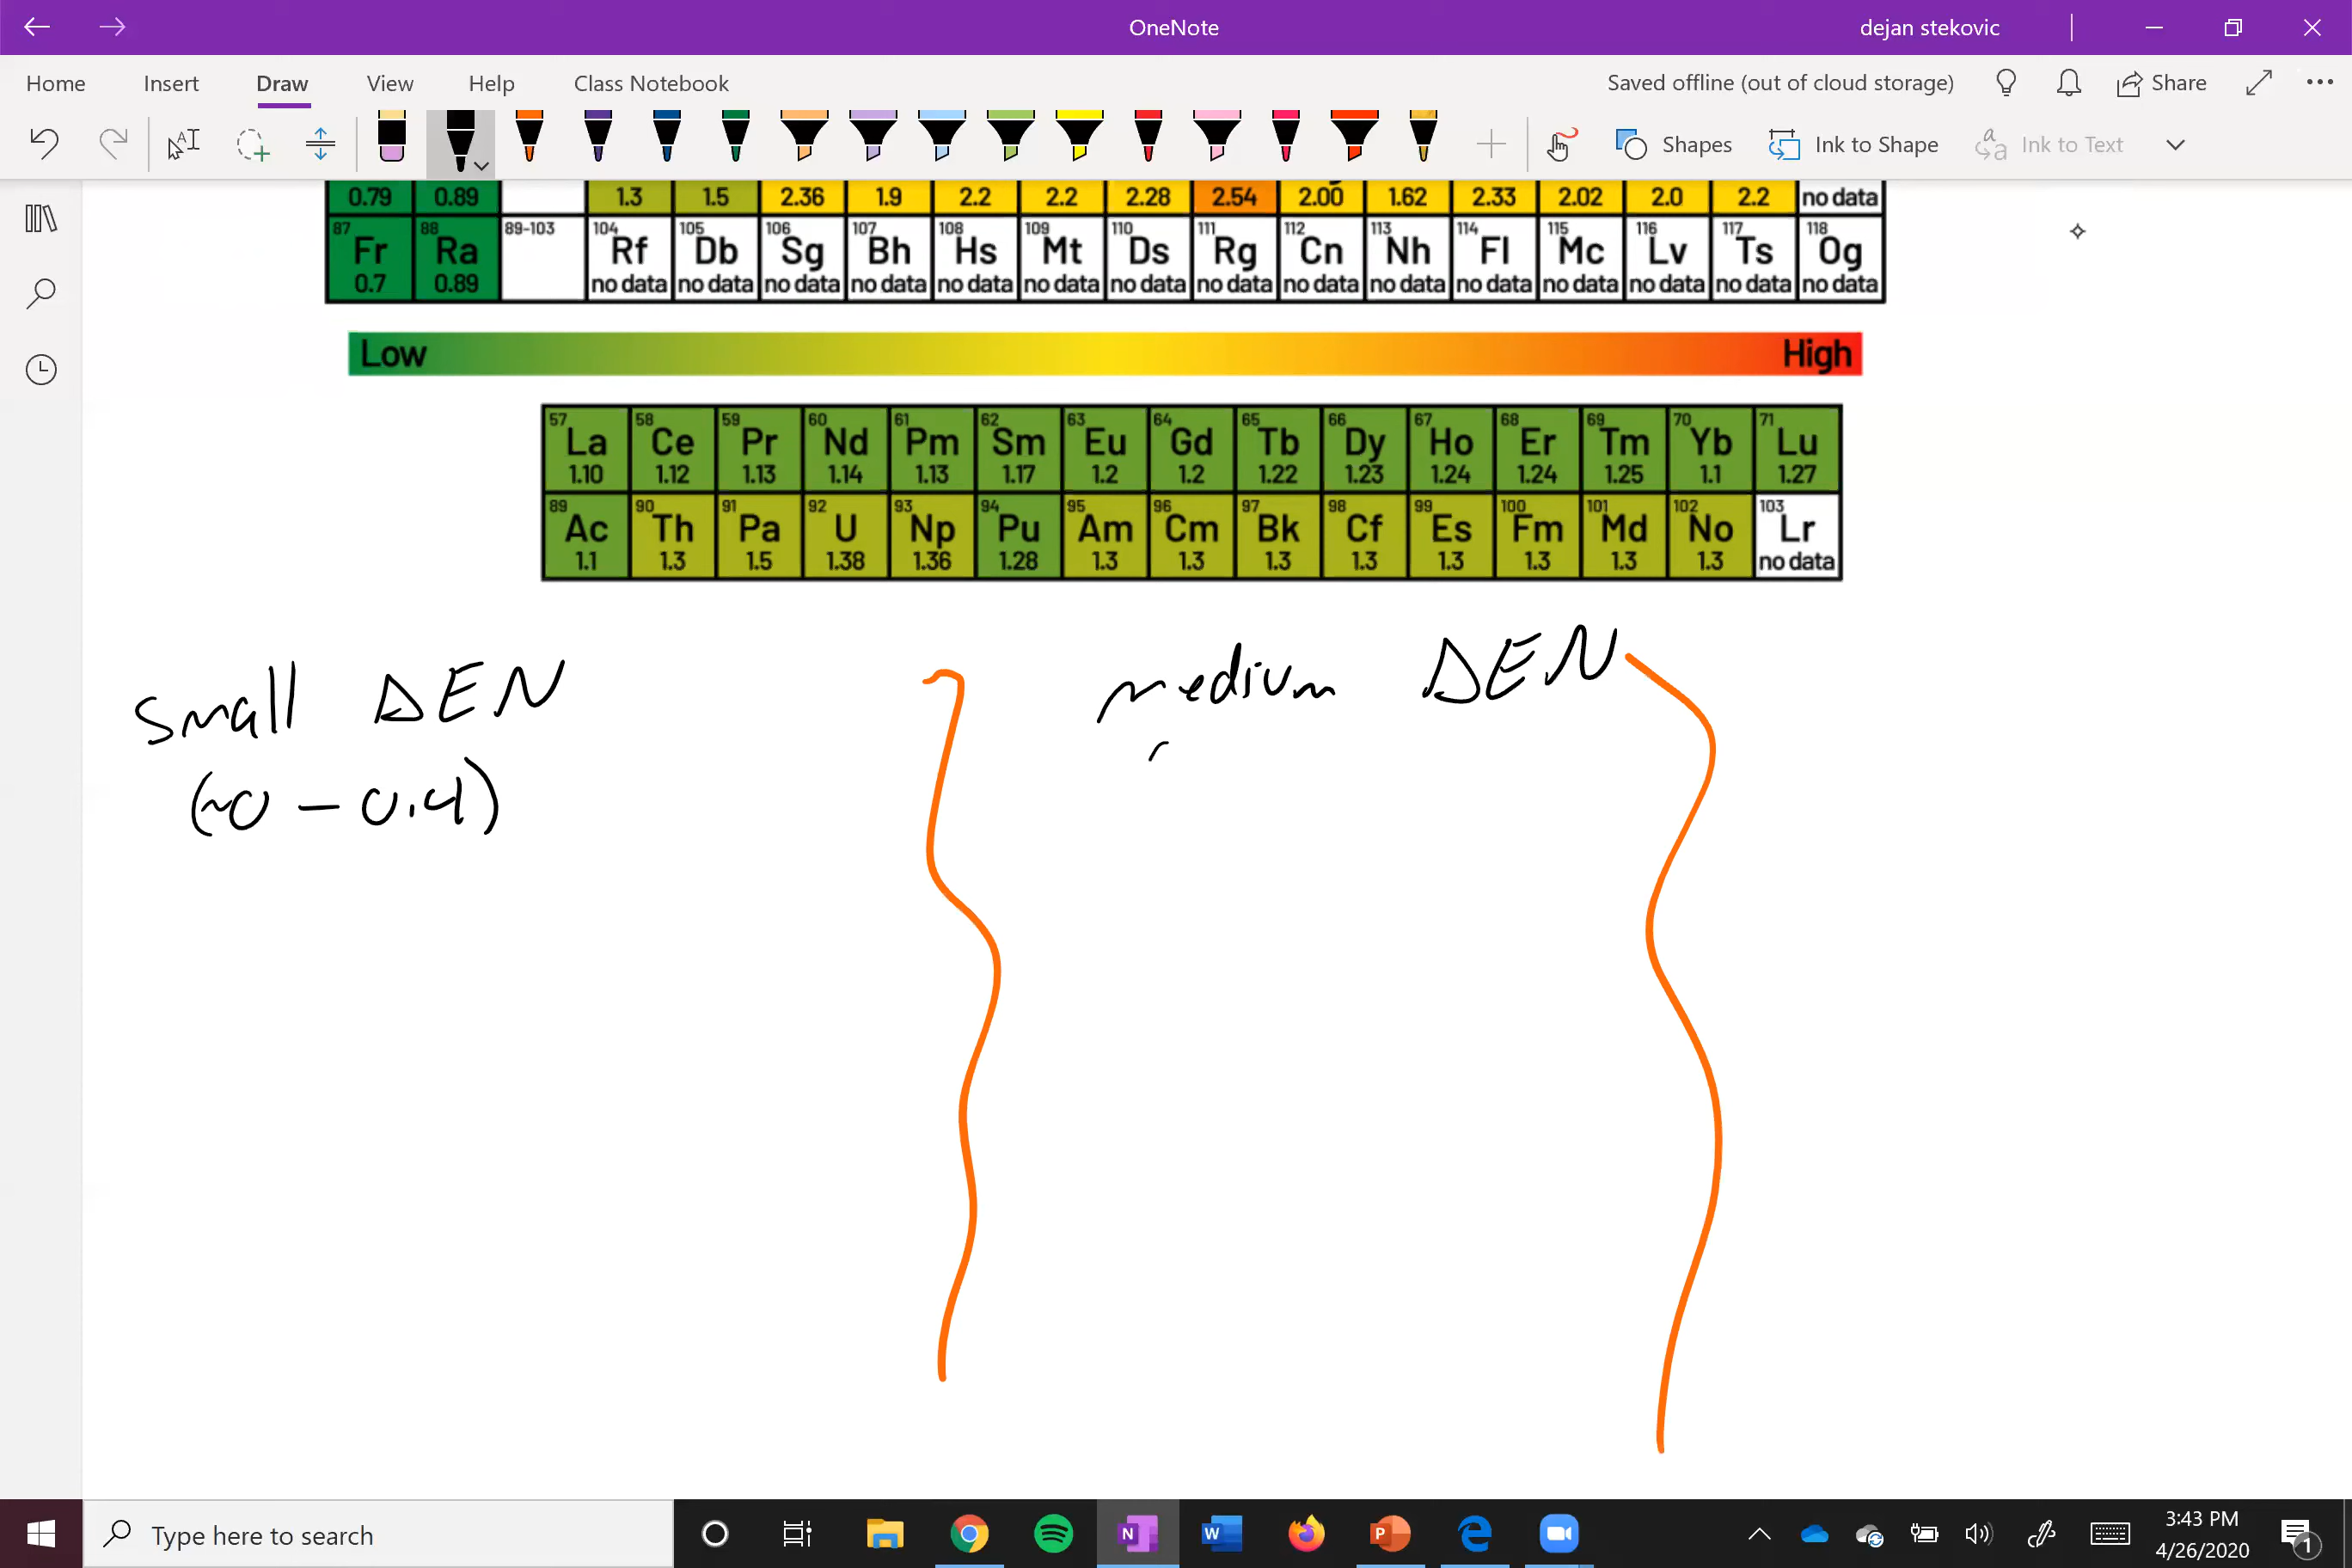 OneNote
dejan stekovic
Home Insert Draw View Help Class Notebook
Saved offline (out of cloud storage)
Share
Shapes
Ink to Shape
Ink to Text
0.79 0.89 1.3 1.5 2.36 1.9 2.2 2.2 2.28 2.54 2.00 1.62 2.33 2.02 2.0 2.2 no data
87 88 89-103 104 105 106 107 108 109 110 111 112 113 114 115 116 117 118
Fr Ra Rf Db Sg Bh Hs Mt Ds Rg Cn Nh Fl Mc Lv Ts Og
0.7 0.89 no data no data no data no data no data no data no data no data no data no data no data no data no data no data no data
Low High
57 58 59 60 61 62 63 64 65 66 67 68 69 70 71
La Ce Pr Nd Pm Sm Eu Gd Tb Dy Ho Er Tm Yb Lu
1.10 1.12 1.13 1.14 1.13 1.17 1.2 1.2 1.22 1.23 1.24 1.24 1.25 1.1 1.27
89 90 91 92 93 94 95 96 97 98 99 100 101 102 103
Ac Th Pa U Np Pu Am Cm Bk Cf Es Fm Md No Lr
1.1 1.3 1.5 1.38 1.36 1.28 1.3 1.3 1.3 1.3 1.3 1.3 1.3 1.3 no data
small ΔEN
(~0 – 0.4)
medium ΔEN
Type here to search
3:43 PM
4/26/2020
1